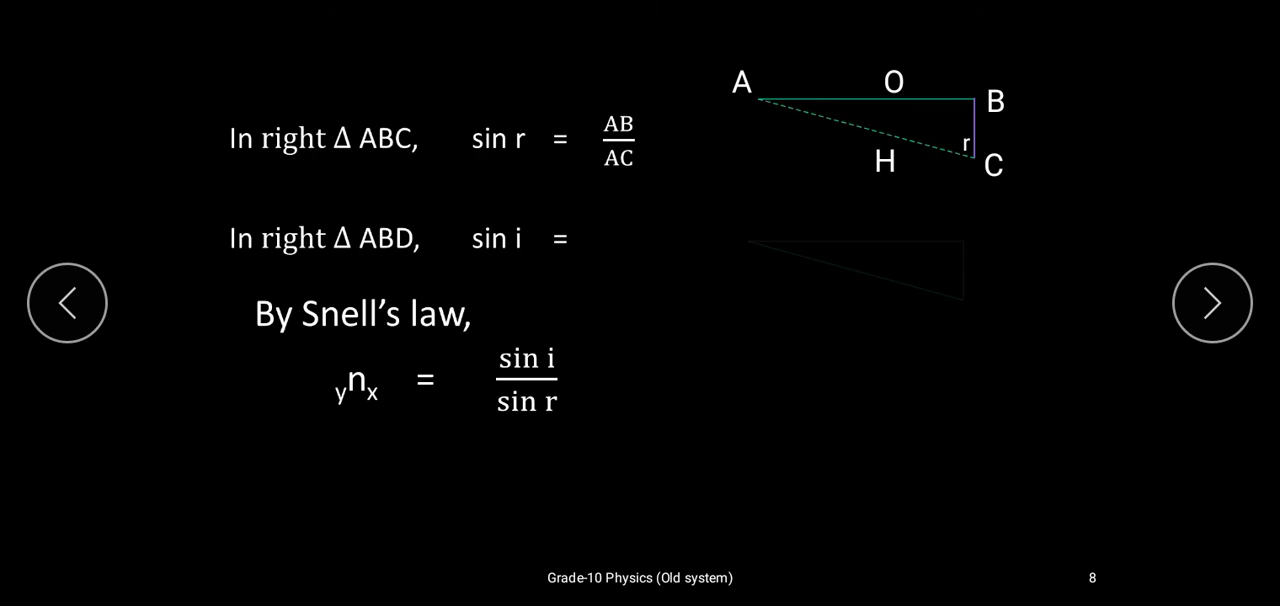 A O B
In right Δ ABC, sin r = AB/AC
r
H C
In right Δ ABD, sin i =
By Snell’s law,
ynx = sin i/sin r
Grade-10 Physics (Old system) 8